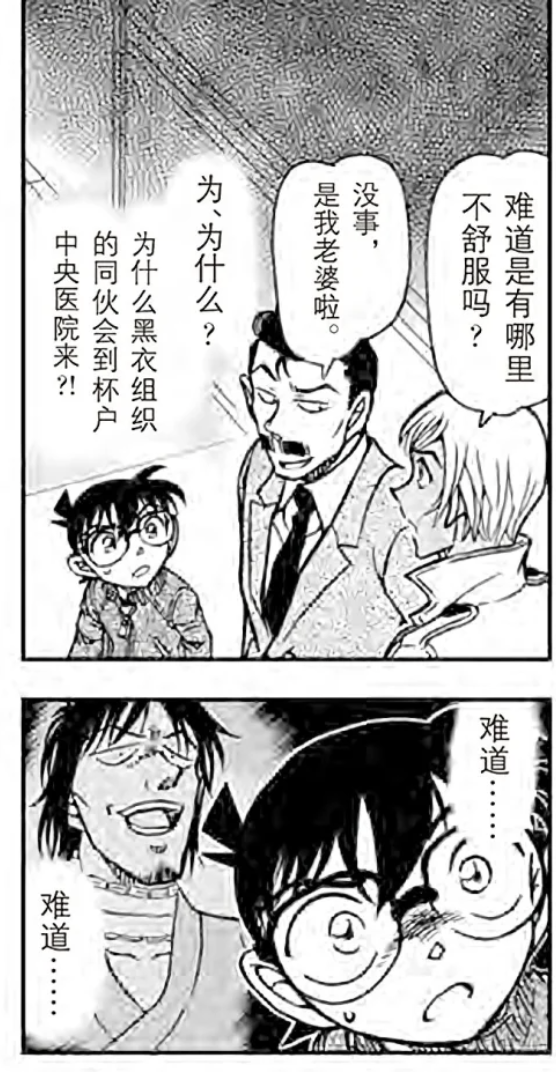 难道是有哪里
不舒服吗？
没事，
是我老婆啦。
为、为什么？
为什么黑衣组织
的同伙会到杯户
中央医院来?!
难道……
难道……